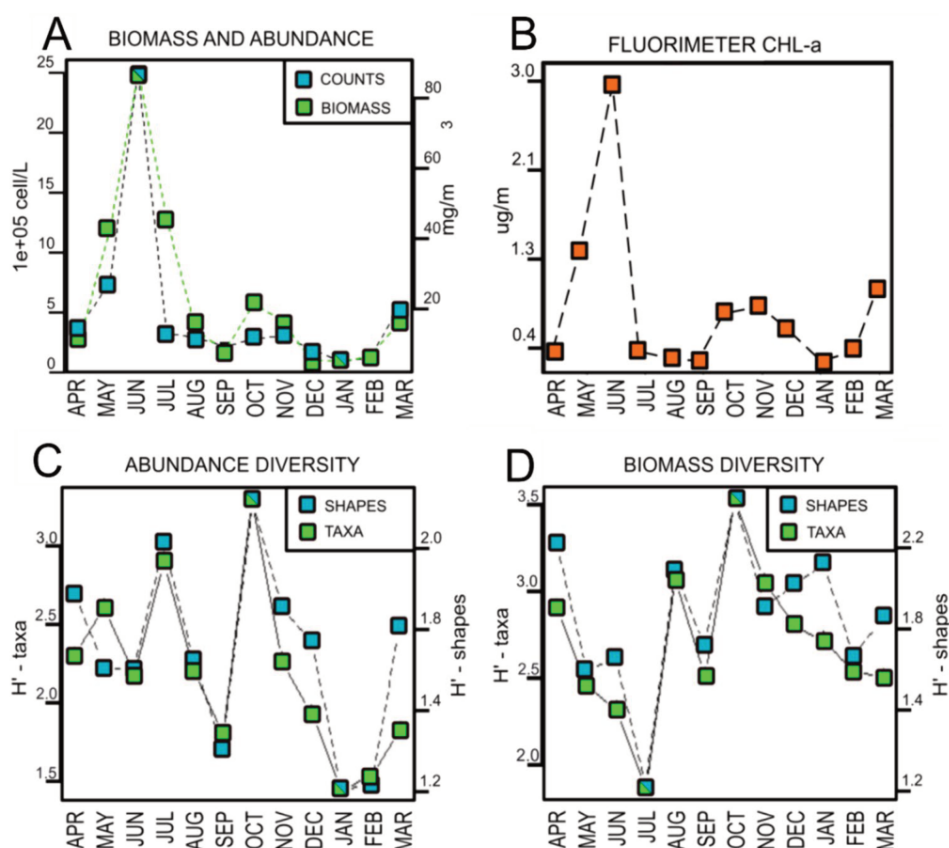 A
BIOMASS AND ABUNDANCE
COUNTS
BIOMASS
1e+05 cell/L
25
20
15
10
5
0
80
60
40
20
mg/m
3
APR
MAY
JUN
JUL
AUG
SEP
OCT
NOV
DEC
JAN
FEB
MAR
B
FLUORIMETER CHL-a
ug/m
3.0
2.1
1.3
0.4
APR
MAY
JUN
JUL
AUG
SEP
OCT
NOV
DEC
JAN
FEB
MAR
C
ABUNDANCE DIVERSITY
SHAPES
TAXA
H' - taxa
3.0
2.5
2.0
1.5
2.0
1.8
1.4
1.2
H' - shapes
APR
MAY
JUN
JUL
AUG
SEP
OCT
NOV
DEC
JAN
FEB
MAR
D
BIOMASS DIVERSITY
SHAPES
TAXA
H' - taxa
3.5
3.0
2.5
2.0
2.2
1.8
1.4
1.2
H' - shapes
APR
MAY
JUN
JUL
AUG
SEP
OCT
NOV
DEC
JAN
FEB
MAR